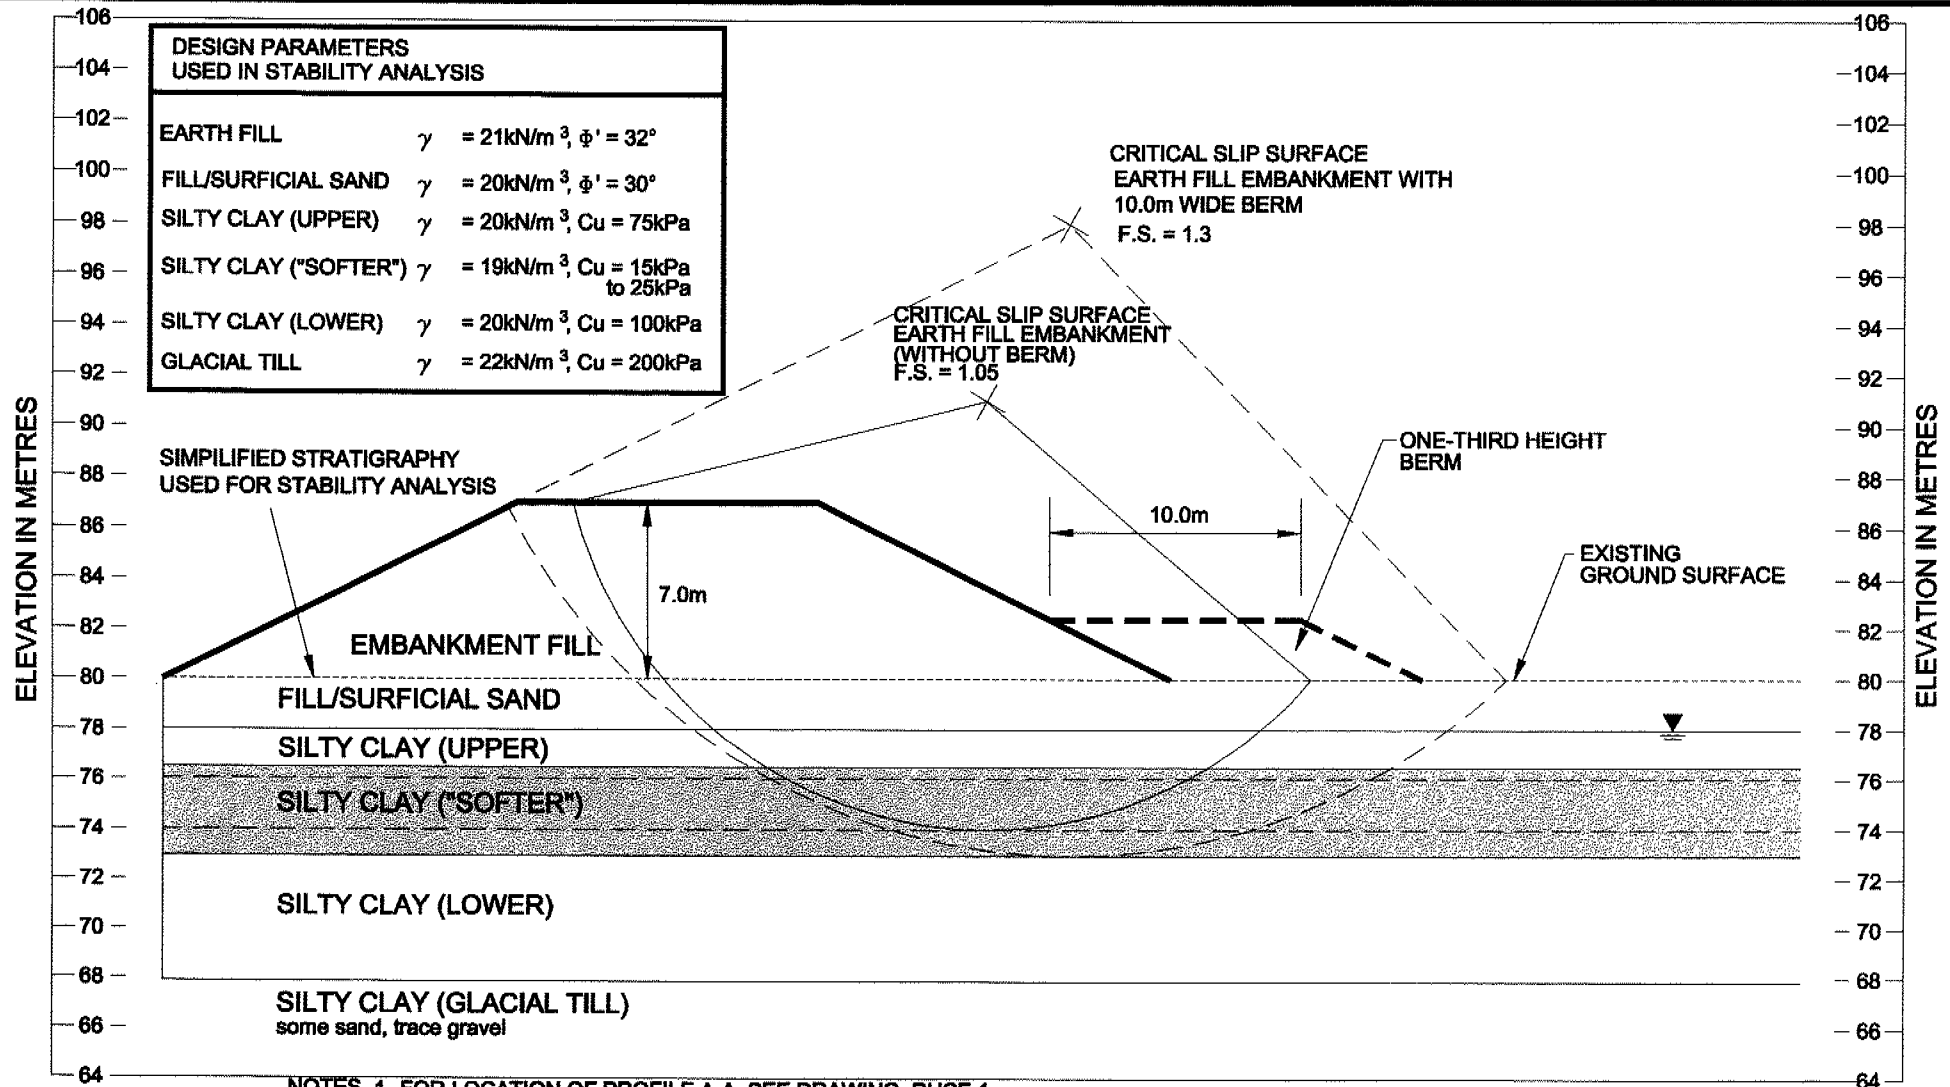 DESIGN PARAMETERS
USED IN STABILITY ANALYSIS
EARTH FILL γ = 21kN/m ³, Φ' = 32°
FILL/SURFICIAL SAND γ = 20kN/m ³, Φ' = 30°
SILTY CLAY (UPPER) γ = 20kN/m ³, Cu = 75kPa
SILTY CLAY ("SOFTER") γ = 19kN/m ³, Cu = 15kPa
to 25kPa
SILTY CLAY (LOWER) γ = 20kN/m ³, Cu = 100kPa
GLACIAL TILL γ = 22kN/m ³, Cu = 200kPa
CRITICAL SLIP SURFACE
EARTH FILL EMBANKMENT WITH
10.0m WIDE BERM
F.S. = 1.3
CRITICAL SLIP SURFACE
EARTH FILL EMBANKMENT
(WITHOUT BERM)
F.S. = 1.05
SIMPILIFIED STRATIGRAPHY
USED FOR STABILITY ANALYSIS
ONE-THIRD HEIGHT
BERM
10.0m
EXISTING
GROUND SURFACE
7.0m
EMBANKMENT FILL
FILL/SURFICIAL SAND
SILTY CLAY (UPPER)
SILTY CLAY ("SOFTER")
SILTY CLAY (LOWER)
SILTY CLAY (GLACIAL TILL)
some sand, trace gravel
ELEVATION IN METRES
106
104
102
100
98
96
94
92
90
88
86
84
82
80
78
76
74
72
70
68
66
64
ELEVATION IN METRES
106
104
102
100
98
96
94
92
90
88
86
84
82
80
78
76
74
72
70
68
66
64
NOTES 1. FOR LOCATION OF PROFILE A-A, SEE DRAWING